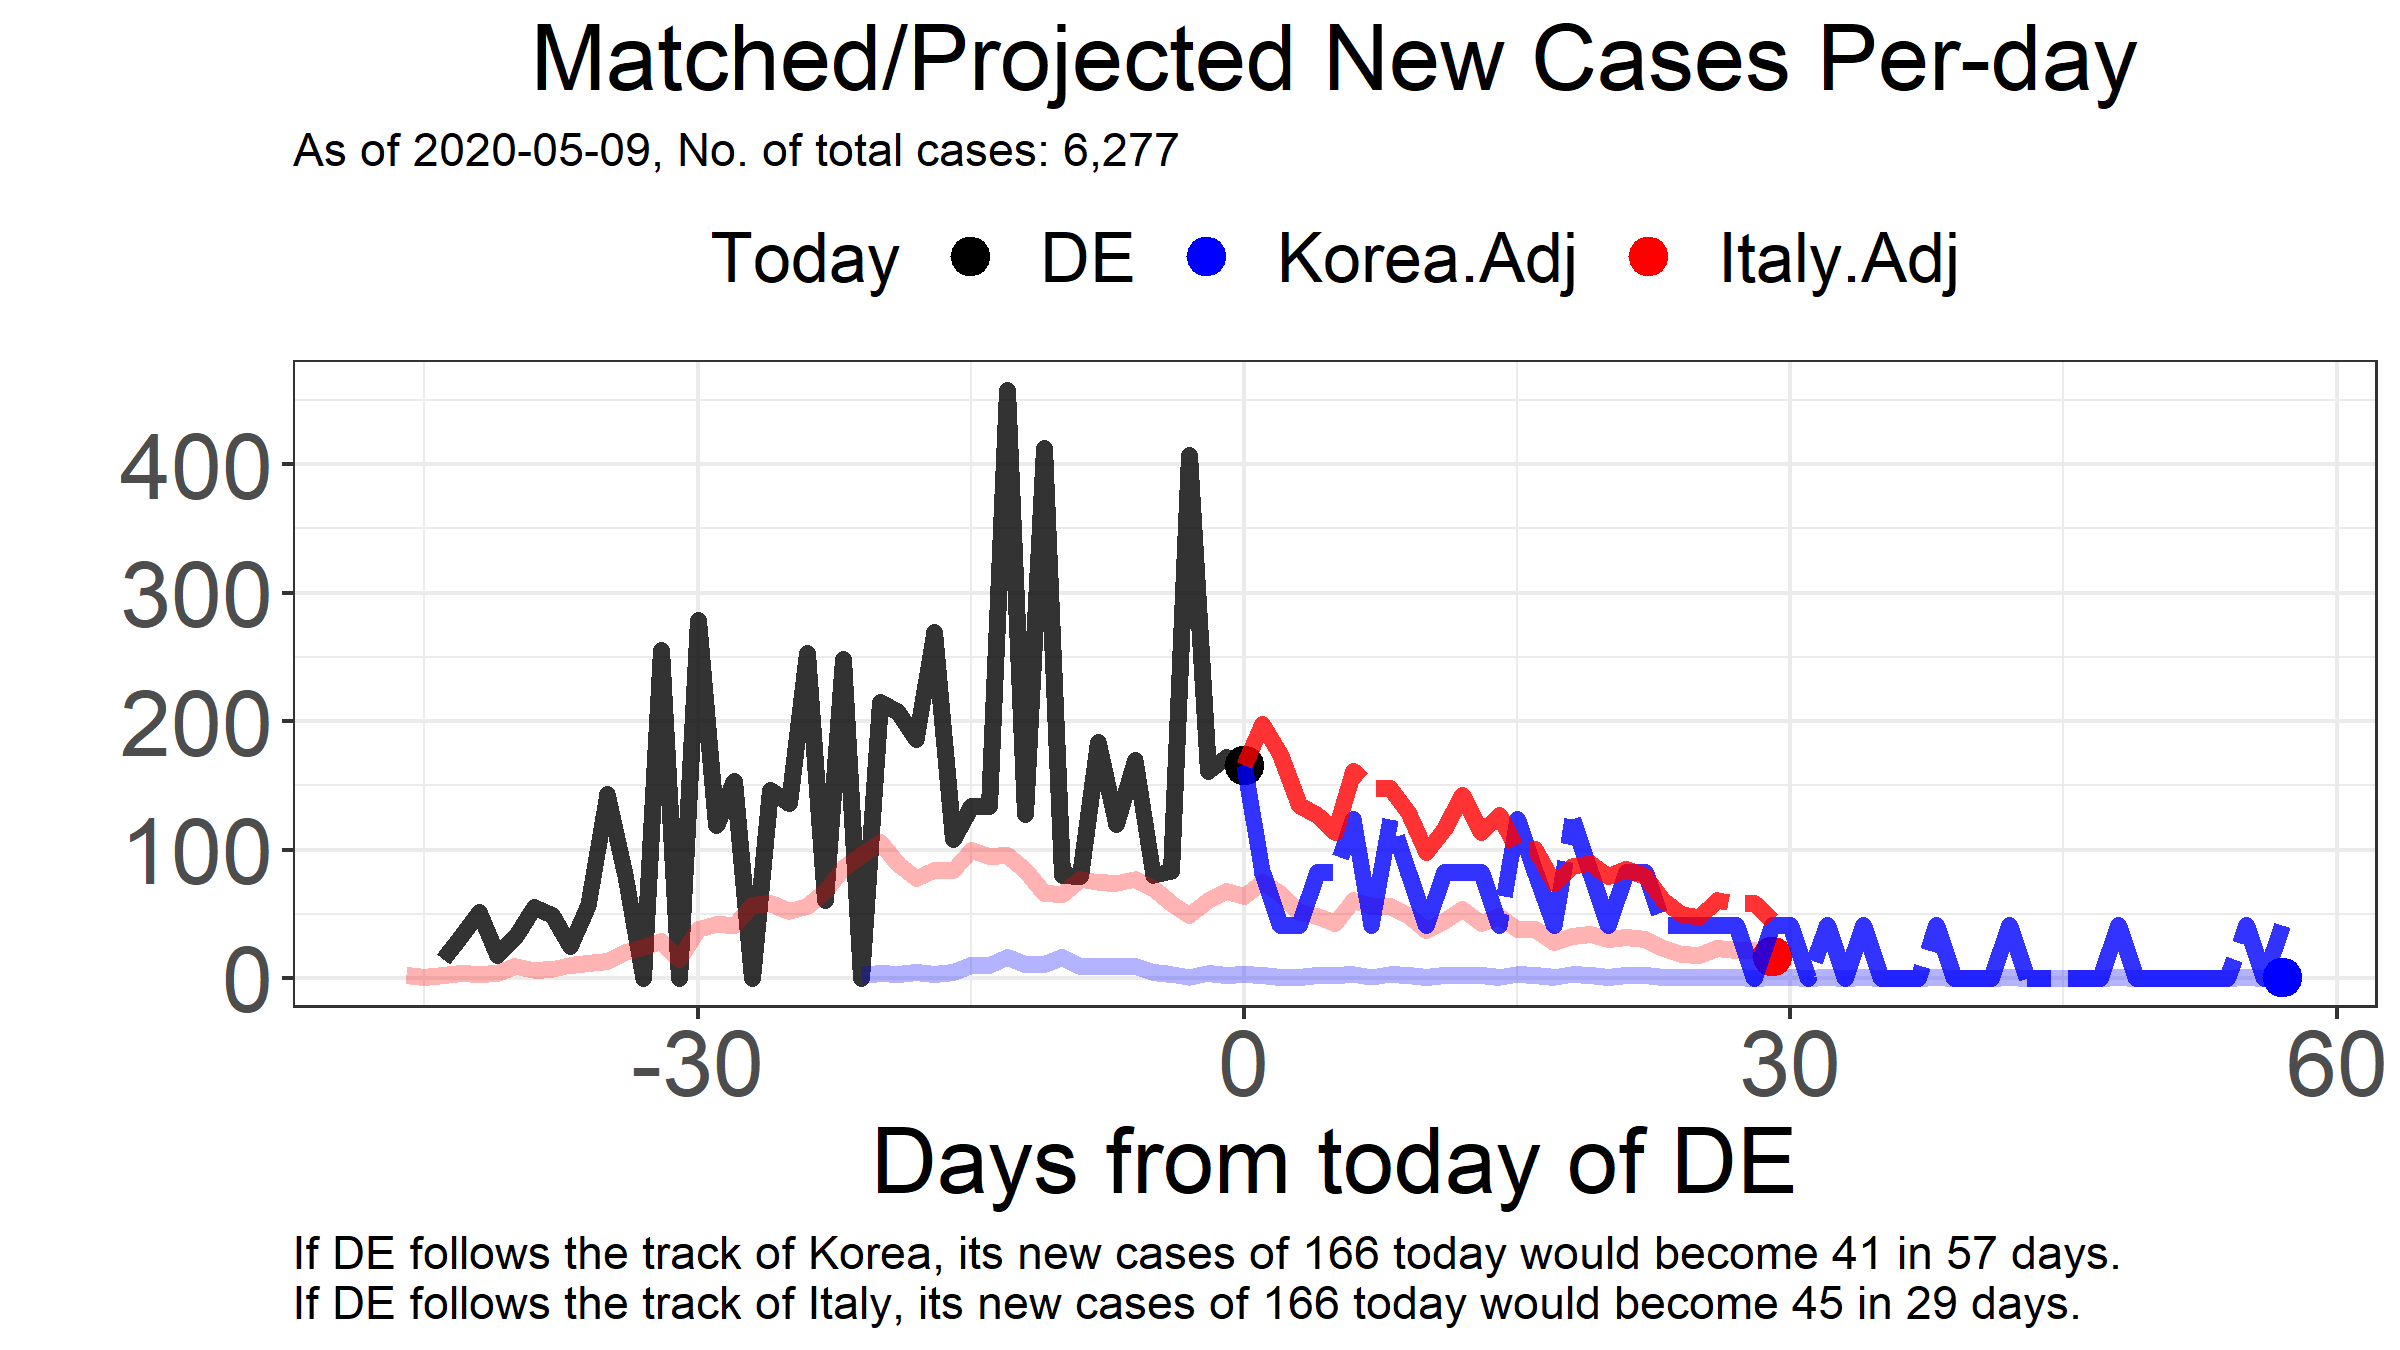 Matched/Projected New Cases Per-day
As of 2020-05-09, No. of total cases: 6,277
Today DE Korea.Adj Italy.Adj
400
300
200
100
0
-30 0 30 60
Days from today of DE
If DE follows the track of Korea, its new cases of 166 today would become 41 in 57 days.
If DE follows the track of Italy, its new cases of 166 today would become 45 in 29 days.